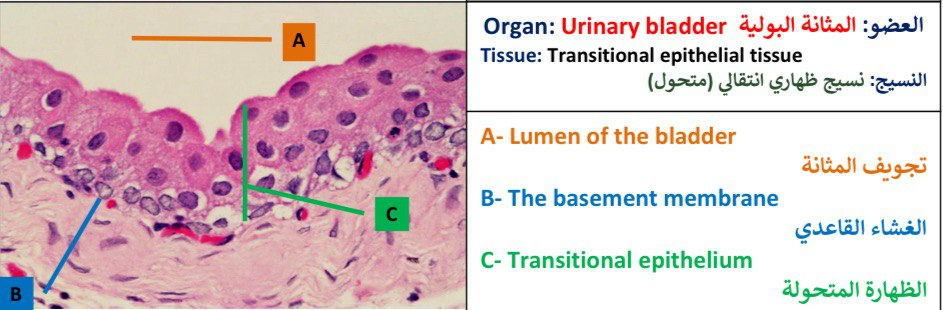 A
B
C
Organ: Urinary bladder العضو: المثانة البولية
Tissue: Transitional epithelial tissue
النسيج: نسيج ظهاري انتقالي (متحول)
A- Lumen of the bladder
تجويف المثانة
B- The basement membrane
الغشاء القاعدي
C- Transitional epithelium
الظهارة المتحولة